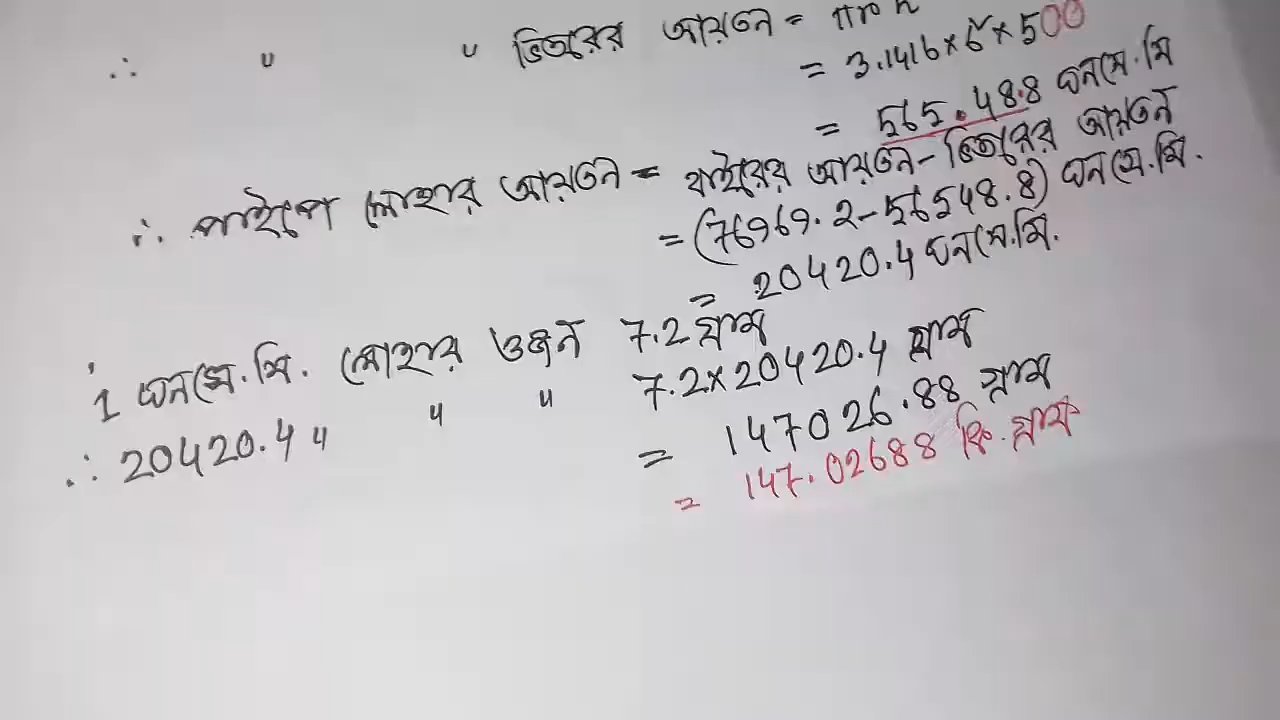 ∴ " " ভিতরের আয়তন = πr²h
= 3.1416×6²×500
= 565.48.8 ঘনসে.মি
∴ পাইপে লোহার আয়তন = বাইরের আয়তন - ভিতরের আয়তন
= (76969.2-56548.8) ঘনসে.মি.
= 20420.4 ঘনসে.মি.
1 ঘনসে.মি. লোহার ওজন 7.2 গ্রাম
∴ 20420.4 " " " 7.2×20420.4 গ্রাম
= 147026.88 গ্রাম
= 147.02688 কি.গ্রাম